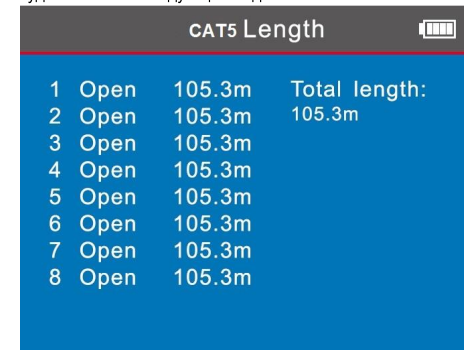 CAT5 Length
1 Open 105.3m Total length:
2 Open 105.3m 105.3m
3 Open 105.3m
4 Open 105.3m
5 Open 105.3m
6 Open 105.3m
7 Open 105.3m
8 Open 105.3m